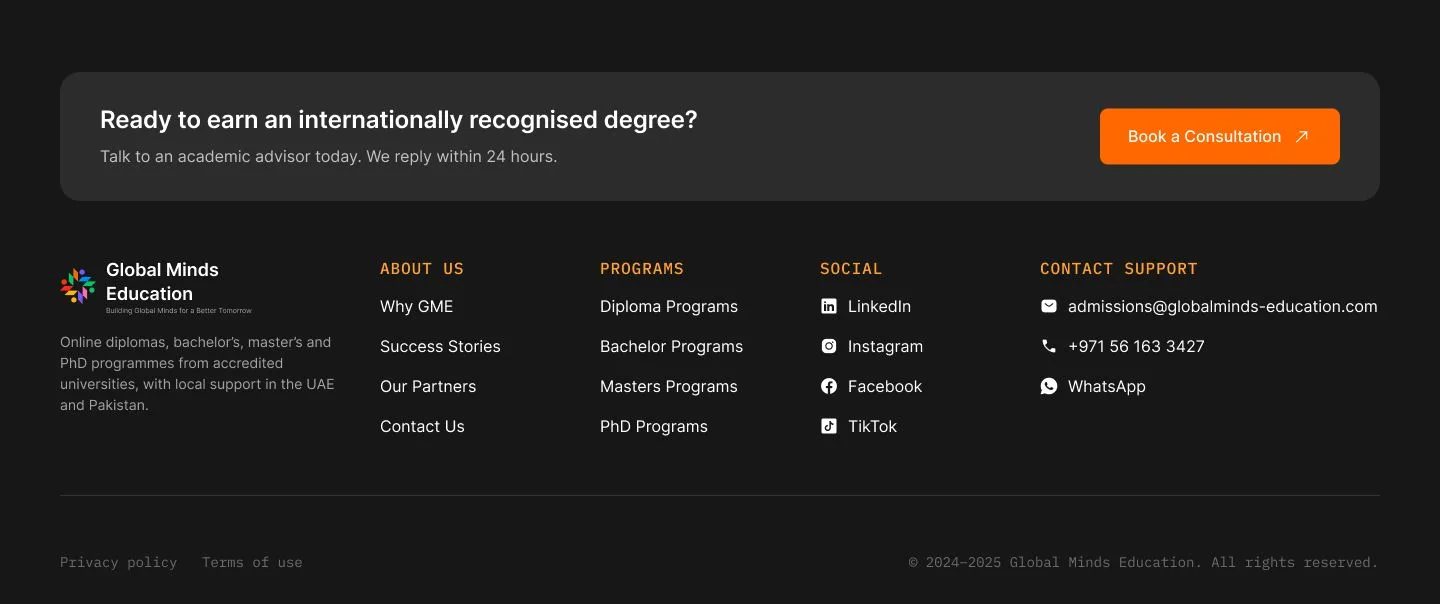 Ready to earn an internationally recognised degree?
Talk to an academic advisor today. We reply within 24 hours.
Book a Consultation
Global Minds
Education
Building Global Minds for a Better Tomorrow
Online diplomas, bachelor’s, master’s and
PhD programmes from accredited
universities, with local support in the UAE
and Pakistan.
ABOUT US
Why GME
Success Stories
Our Partners
Contact Us
PROGRAMS
Diploma Programs
Bachelor Programs
Masters Programs
PhD Programs
SOCIAL
LinkedIn
Instagram
Facebook
TikTok
CONTACT SUPPORT
admissions@globalminds-education.com
+971 56 163 3427
WhatsApp
Privacy policy
Terms of use
© 2024–2025 Global Minds Education. All rights reserved.